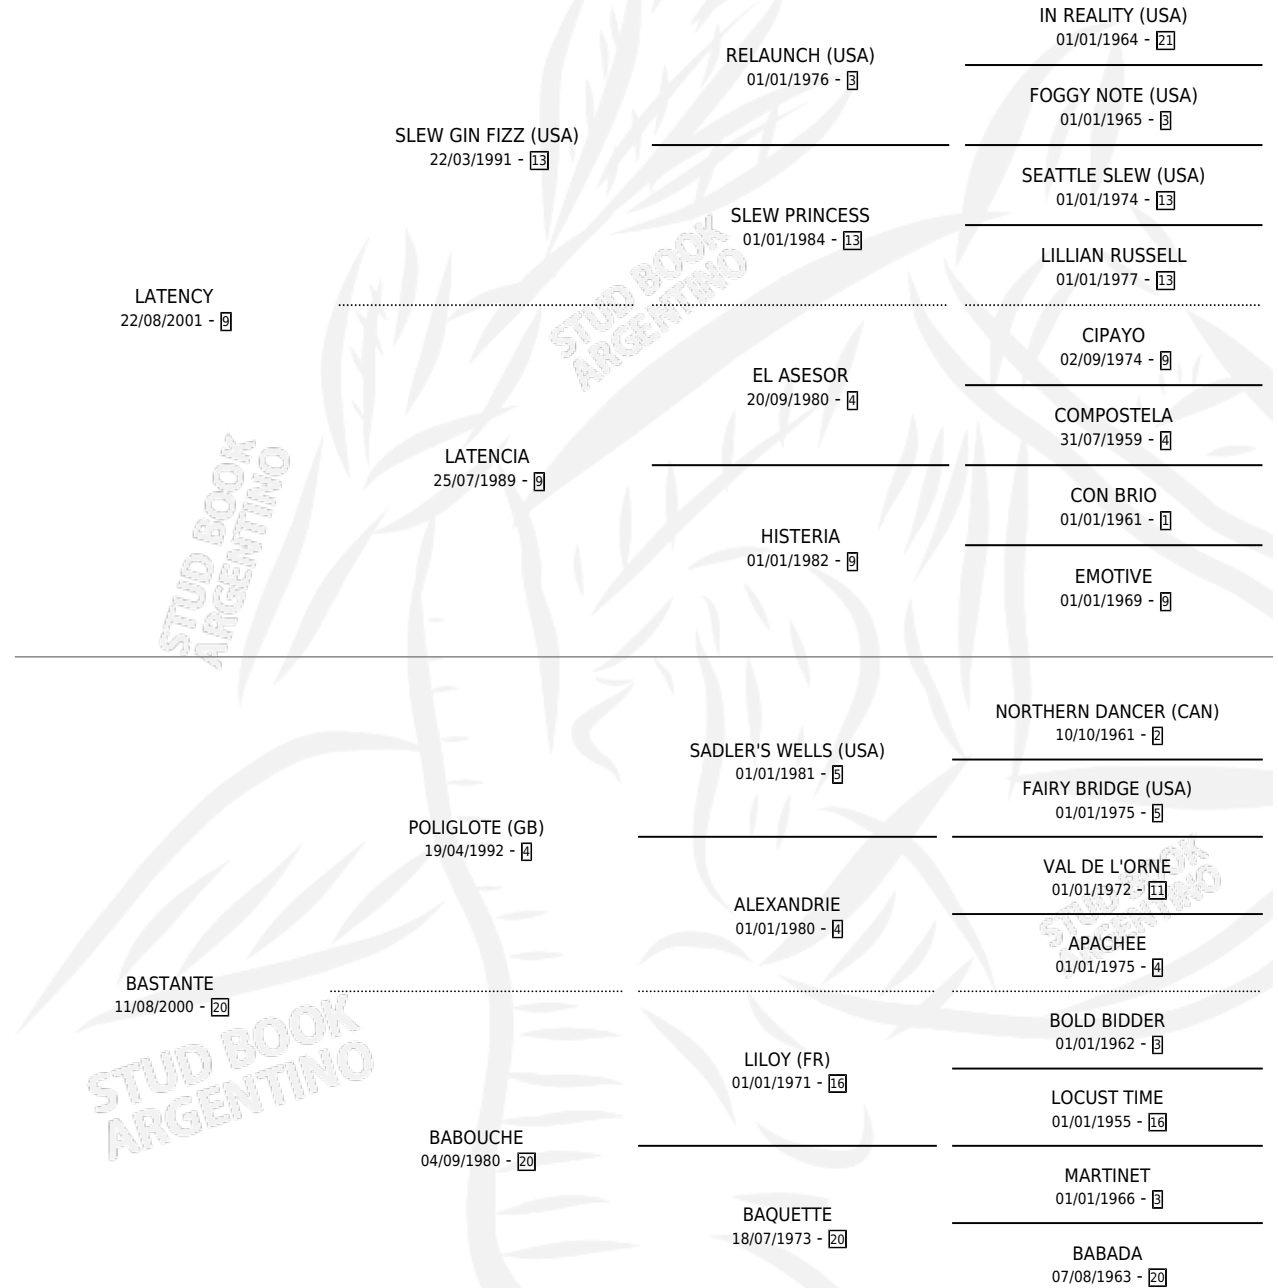 IN REALITY (USA)
01/01/1964 - 21
RELAUNCH (USA)
01/01/1976 - 3
FOGGY NOTE (USA)
01/01/1965 - 3
SLEW GIN FIZZ (USA)
22/03/1991 - 13
SEATTLE SLEW (USA)
01/01/1974 - 13
SLEW PRINCESS
01/01/1984 - 13
LILLIAN RUSSELL
01/01/1977 - 13
LATENCY
22/08/2001 - 9
STUD BOOK
ARGENTINO
CIPAYO
02/09/1974 - 9
EL ASESOR
20/09/1980 - 4
COMPOSTELA
31/07/1959 - 4
LATENCIA
25/07/1989 - 9
CON BRIO
01/01/1961 - 1
HISTERIA
01/01/1982 - 9
EMOTIVE
01/01/1969 - 9
STUD BOOK
ARGENTINO
NORTHERN DANCER (CAN)
10/10/1961 - 2
SADLER'S WELLS (USA)
01/01/1981 - 5
FAIRY BRIDGE (USA)
01/01/1975 - 5
POLIGLOTE (GB)
19/04/1992 - 4
VAL DE L'ORNE
01/01/1972 - 11
ALEXANDRIE
01/01/1980 - 4
STUD BOOK
ARGENTINO
APACHEE
01/01/1975 - 4
BASTANTE
11/08/2000 - 20
STUD BOOK
ARGENTINO
BOLD BIDDER
01/01/1962 - 3
LILOY (FR)
01/01/1971 - 16
LOCUST TIME
01/01/1955 - 16
BABOUCHE
04/09/1980 - 20
MARTINET
01/01/1966 - 3
BAQUETTE
18/07/1973 - 20
BABADA
07/08/1963 - 20